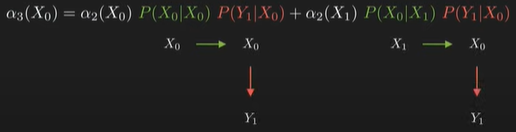 α₃(X₀) = α₂(X₀) P(X₀|X₀) P(Y₁|X₀) + α₂(X₁) P(X₀|X₁) P(Y₁|X₀)
X₀ → X₀ X₁ → X₀
Y₁ Y₁